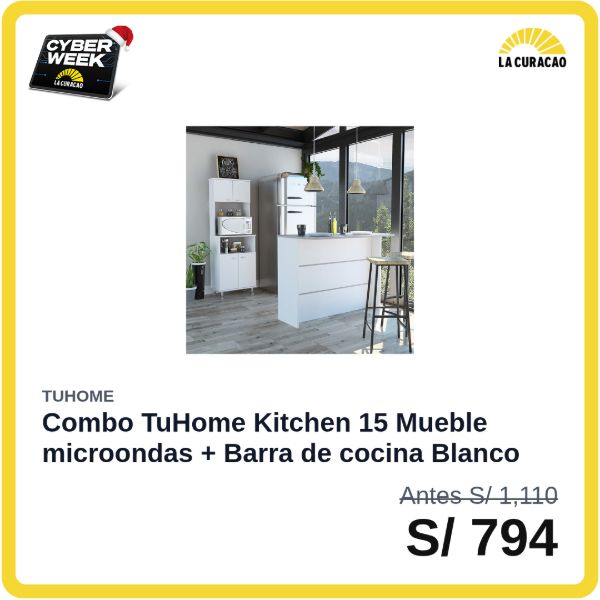 CYBER
WEEK
LA CURACAO
LA CURACAO
TUHOME
Combo TuHome Kitchen 15 Mueble
microondas + Barra de cocina Blanco
Antes S/ 1,110
S/ 794